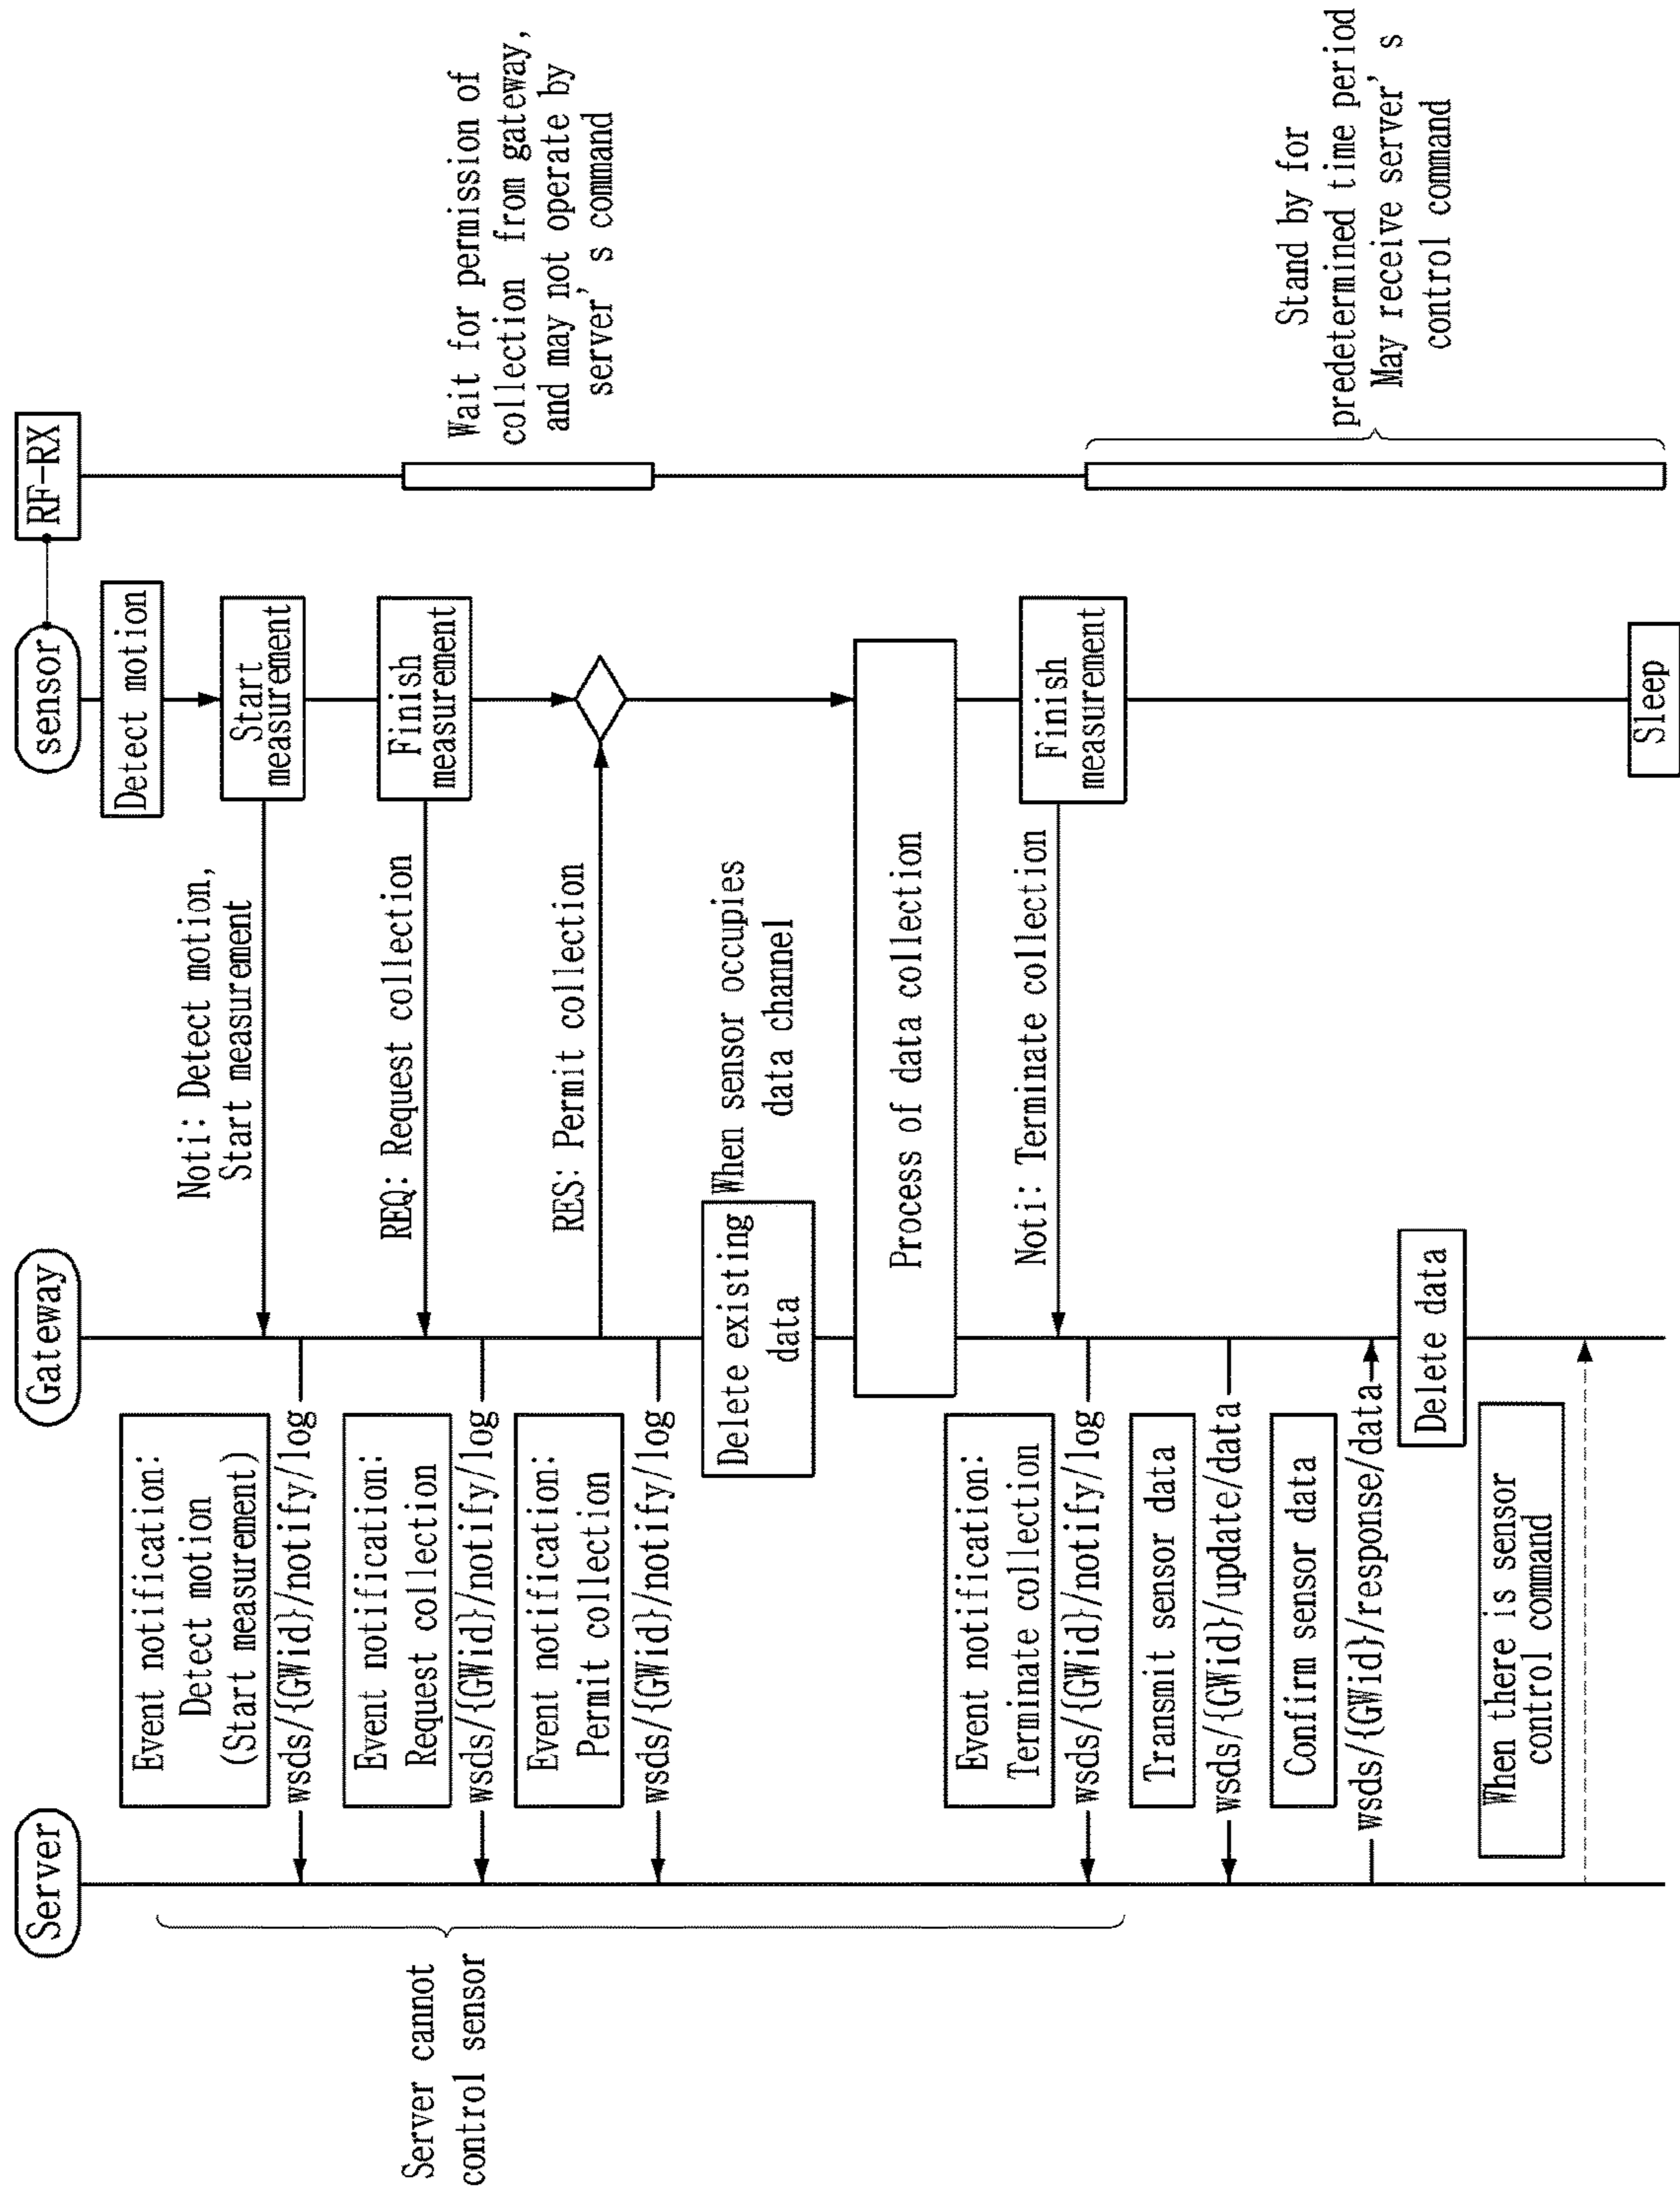 Server
Gateway
sensor
RF-RX
Server cannot
control sensor
Event notification:
Detect motion
(Start measurement)
wsds/{GWid}/notify/log
Event notification:
Request collection
wsds/{GWid}/notify/log
Event notification:
Permit collection
wsds/{GWid}/notify/log
Event notification:
Terminate collection
wsds/{GWid}/notify/log
Transmit sensor data
wsds/{GWid}/update/data
Confirm sensor data
wsds/{GWid}/response/data
When there is sensor
control command
Delete existing
data
Delete data
Noti: Detect motion,
Start measurement
REQ: Request collection
RES: Permit collection
When sensor occupies
data channel
Process of data collection
Noti: Terminate collection
Detect motion
Start
measurement
Finish
measurement
Finish
measurement
Sleep
Wait for permission of
collection from gateway,
and may not operate by
server's command
Stand by for
predetermined time period
May receive server's
control command